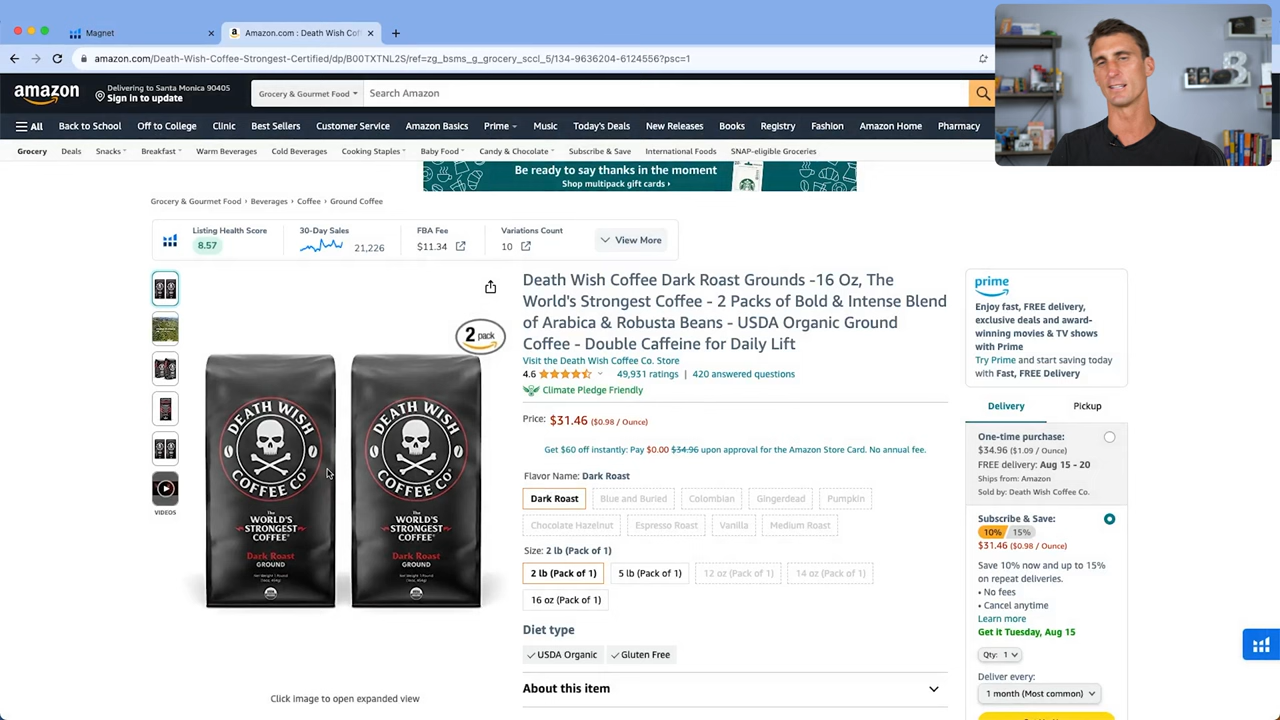 Magnet
Amazon.com : Death Wish Cof
amazon.com/Death-Wish-Coffee-Strongest-Certified/dp/B00TXTNL2S/ref=zg_bsms_g_grocery_sccl_5/134-9636204-6124556?psc=1
amazon
Delivering to Santa Monica 90405
Sign in to update
Grocery & Gourmet Food
Search Amazon
All Back to School Off to College Clinic Best Sellers Customer Service Amazon Basics Prime Music Today's Deals New Releases Books Registry Fashion Amazon Home Pharmacy
Grocery Deals Snacks Breakfast Warm Beverages Cold Beverages Cooking Staples Baby Food Candy & Chocolate Subscribe & Save International Foods SNAP-eligible Groceries
Be ready to say thanks in the moment
Shop multipack gift cards ›
Grocery & Gourmet Food › Beverages › Coffee › Ground Coffee
Listing Health Score
8.57
30-Day Sales
21,226
FBA Fee
$11.34
Variations Count
10
View More
2 pack
DEATH WISH
COFFEE CO.
The
WORLD'S
STRONGEST
COFFEE
Dark Roast
GROUND
DEATH WISH
COFFEE CO.
The
WORLD'S
STRONGEST
COFFEE
Dark Roast
GROUND
VIDEOS
Click image to open expanded view
Death Wish Coffee Dark Roast Grounds -16 Oz, The
World's Strongest Coffee - 2 Packs of Bold & Intense Blend
of Arabica & Robusta Beans - USDA Organic Ground
Coffee - Double Caffeine for Daily Lift
Visit the Death Wish Coffee Co. Store
4.6 49,931 ratings | 420 answered questions
Climate Pledge Friendly
Price: $31.46 ($0.98 / Ounce)
Get $60 off instantly: Pay $0.00 $34.96 upon approval for the Amazon Store Card. No annual fee.
Flavor Name: Dark Roast
Dark Roast Blue and Buried Colombian Gingerdead Pumpkin
Chocolate Hazelnut Espresso Roast Vanilla Medium Roast
Size: 2 lb (Pack of 1)
2 lb (Pack of 1) 5 lb (Pack of 1) 12 oz (Pack of 1) 14 oz (Pack of 1)
16 oz (Pack of 1)
Diet type
USDA Organic Gluten Free
About this item
prime
Enjoy fast, FREE delivery,
exclusive deals and award-
winning movies & TV shows
with Prime
Try Prime and start saving today
with Fast, FREE Delivery
Delivery Pickup
One-time purchase:
$34.96 ($1.09 / Ounce)
FREE delivery: Aug 15 - 20
Ships from: Amazon
Sold by: Death Wish Coffee Co.
Subscribe & Save:
10% 15%
$31.46 ($0.98 / Ounce)
Save 10% now and up to 15%
on repeat deliveries.
• No fees
• Cancel anytime
Learn more
Get it Tuesday, Aug 15
Qty: 1
Deliver every:
1 month (Most common)